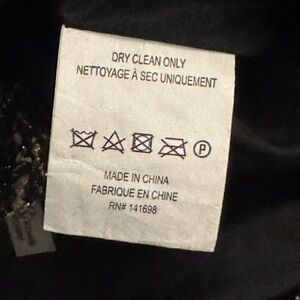 DRY CLEAN ONLY
NETTOYAGE À SEC UNIQUEMENT
P
MADE IN CHINA
FABRIQUE EN CHINE
RN# 141698